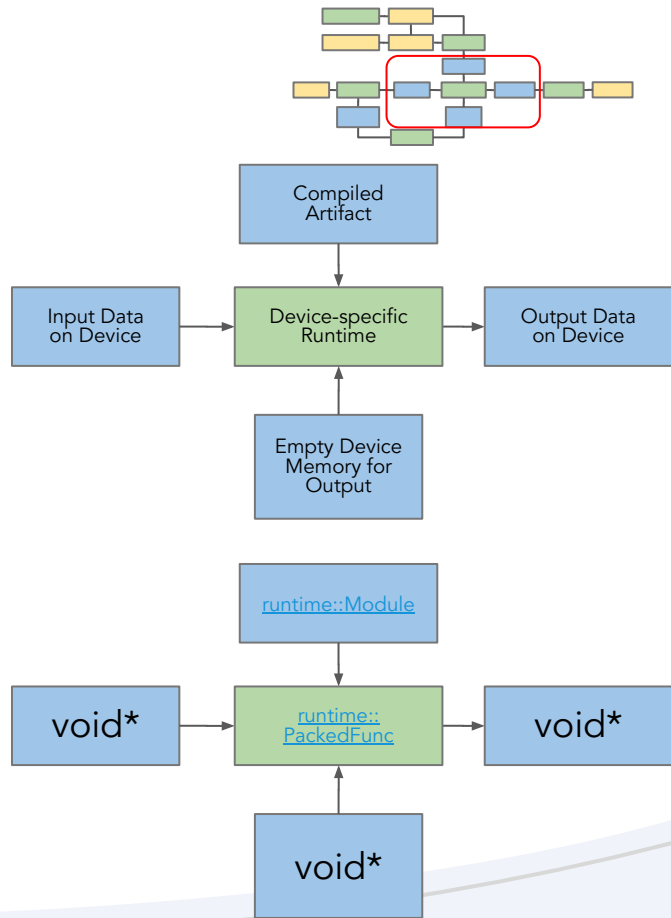 Compiled
Artifact
Input Data
on Device
Device-specific
Runtime
Output Data
on Device
Empty Device
Memory for
Output
runtime::Module
void*
runtime::
PackedFunc
void*
void*